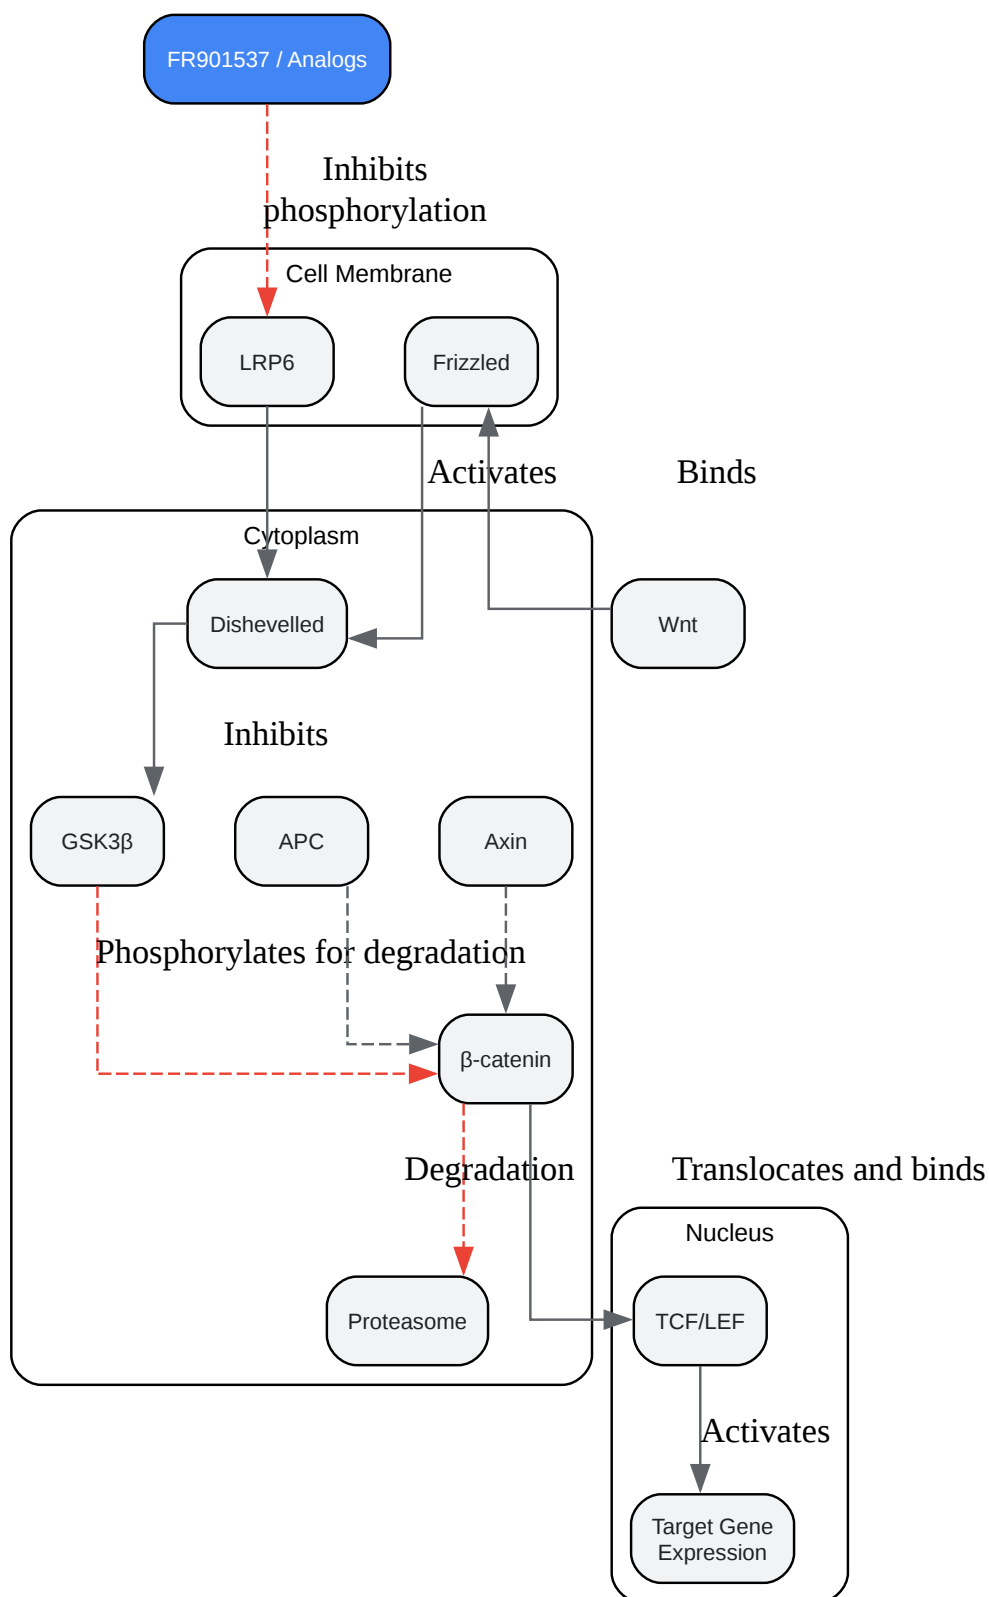 FR901537 / Analogs
Inhibits
phosphorylation
Cell Membrane
LRP6
Frizzled
Activates
Binds
Cytoplasm
Dishevelled
Wnt
Inhibits
GSK3β
APC
Axin
Phosphorylates for degradation
β-catenin
Degradation
Translocates and binds
Nucleus
Proteasome
TCF/LEF
Activates
Target Gene
Expression